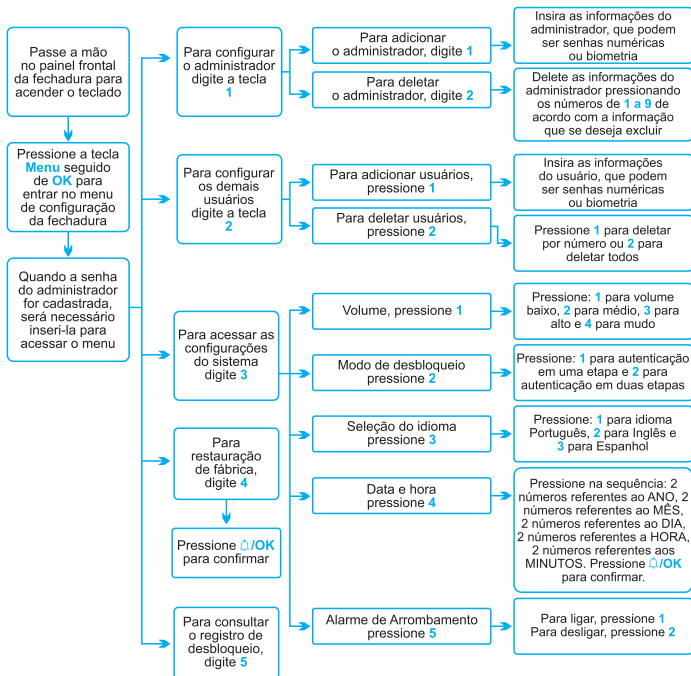 Passe a mão
no painel frontal
da fechadura para
acender o teclado
Pressione a tecla
Menu seguido
de OK para
entrar no menu
de configuração
da fechadura
Quando a senha
do administrador
for cadastrada,
será necessário
inseri-la para
acessar o menu
Para configurar
o administrador
digite a tecla
1
Para adicionar
o administrador, digite 1
Insira as informações do
administrador, que podem
ser senhas numéricas
ou biometria
Para deletar
o administrador, digite 2
Delete as informações do
administrador pressionando
os números de 1 a 9 de
acordo com a informação
que se deseja excluir
Para configurar
os demais
usuários
digite a tecla
2
Para adicionar usuários,
pressione 1
Insira as informações
do usuário, que podem
ser senhas numéricas
ou biometria
Para deletar usuários,
pressione 2
Pressione 1 para deletar
por número ou 2 para
deletar todos
Para acessar as
configurações
do sistema
digite 3
Volume, pressione 1
Pressione: 1 para volume
baixo, 2 para médio, 3 para
alto e 4 para mudo
Modo de desbloqueio
pressione 2
Pressione: 1 para autenticação
em uma etapa e 2 para
autenticação em duas etapas
Seleção do idioma
pressione 3
Pressione: 1 para idioma
Português, 2 para Inglês e
3 para Espanhol
Data e hora
pressione 4
Pressione na sequência: 2
números referentes ao ANO, 2
números referentes ao MÊS,
2 números referentes ao DIA,
2 números referentes a HORA,
2 números referentes aos
MINUTOS. Pressione /OK
para confirmar.
Alarme de Arrombamento
pressione 5
Para ligar, pressione 1
Para desligar, pressione 2
Para
restauração
de fábrica,
digite 4
Pressione /OK
para confirmar
Para consultar
o registro de
desbloqueio,
digite 5